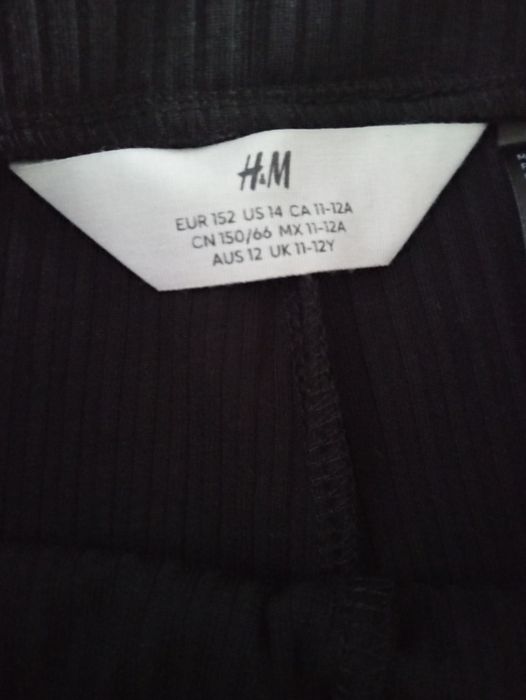 H&M
EUR 152 US 14 CA 11-12A
CN 150/66 MX 11-12A
AUS 12 UK 11-12Y